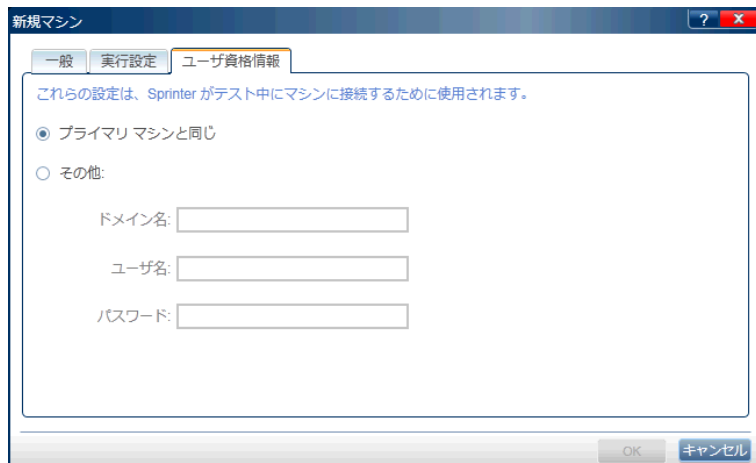 新規マシン
?
x
一般 実行設定 ユーザ資格情報
これらの設定は、Sprinter がテスト中にマシンに接続するために使用されます。
プライマリ マシンと同じ
その他:
ドメイン名:
ユーザ名:
パスワード:
OK キャンセル